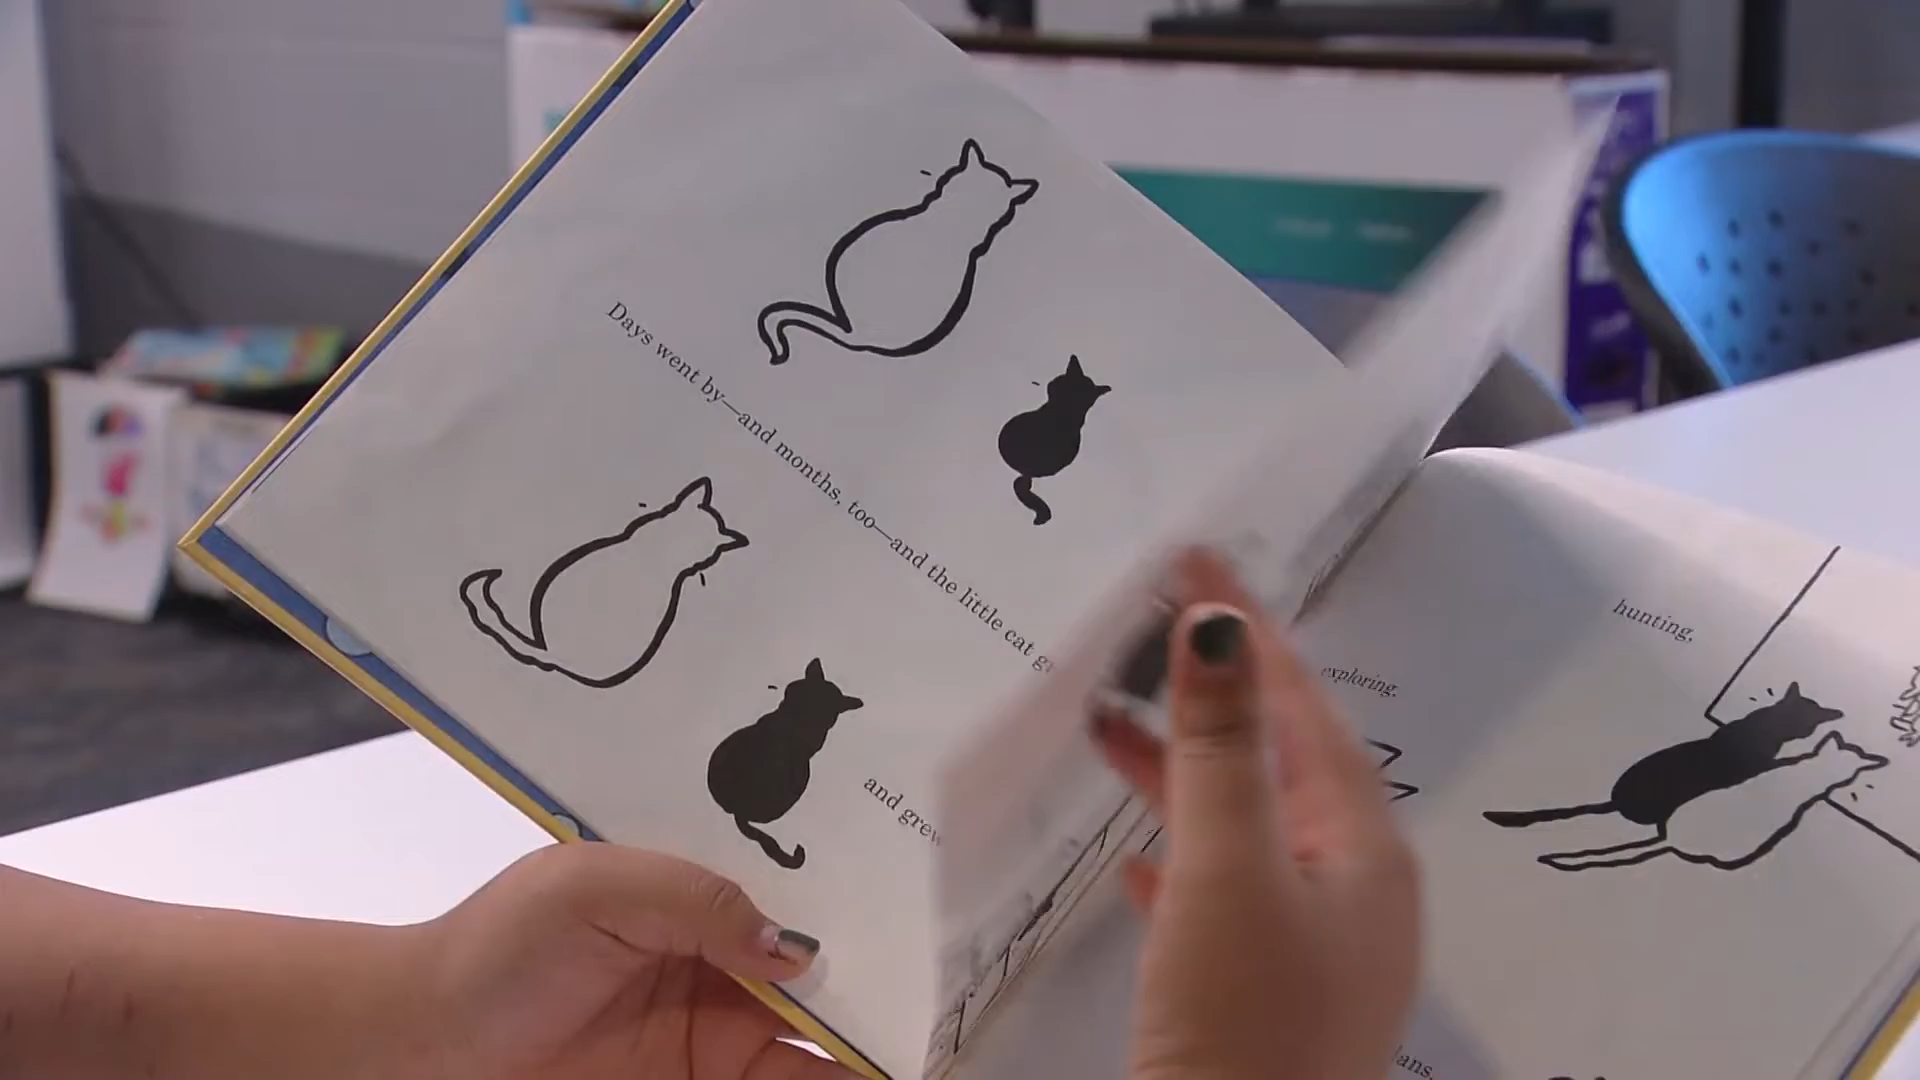 Days went by—and months, too—and the little cat
and grew
hunting,
exploring,